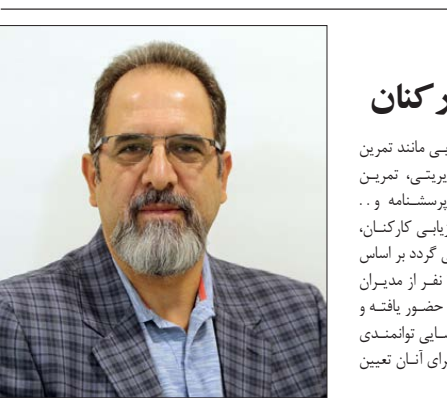 کنان
بی مانند تمرین
یریتی، تمرین
پرسشنامه و..
ریابی کارکنان،
ی گردد بر اساس
نفر از مدیران
حضور یافته و
سایی توانمندی
رای آنان تعیین